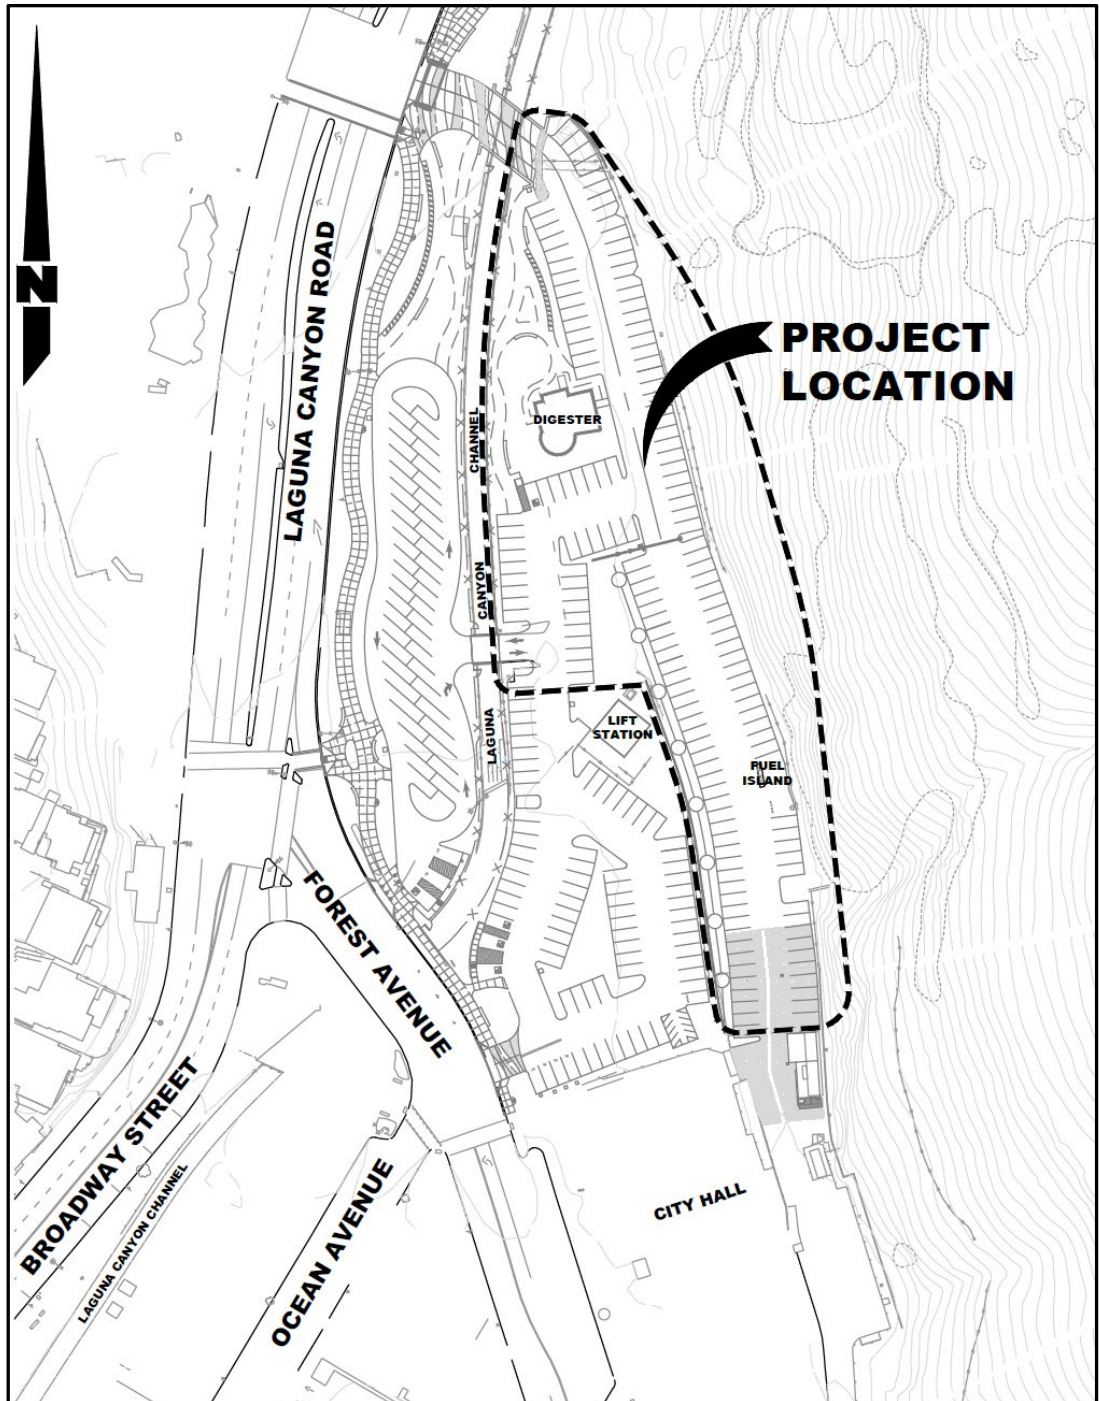 N
LAGUNA CANYON ROAD
PROJECT
LOCATION
DIGESTER
CHANNEL
CANYON
LAGUNA
LIFT
STATION
FUEL
ISLAND
FOREST AVENUE
BROADWAY STREET
LAGUNA CANYON CHANNEL
OCEAN AVENUE
CITY HALL